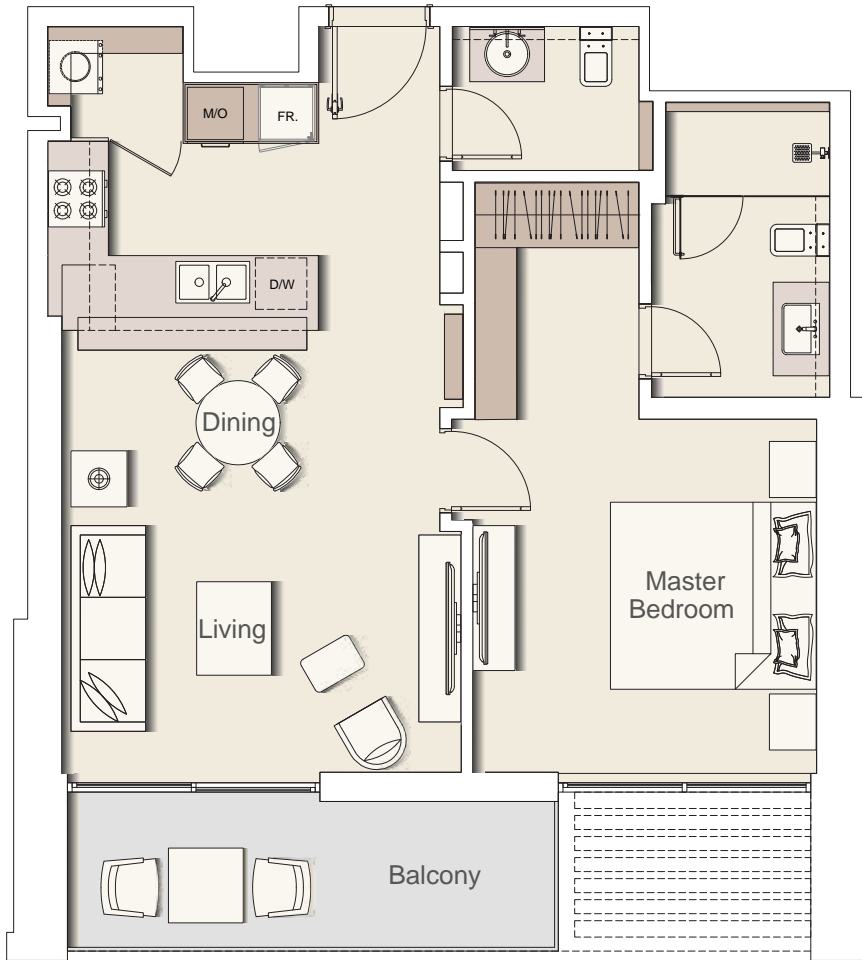 M/O
FR.
D/W
Dining
Living
Master
Bedroom
Balcony